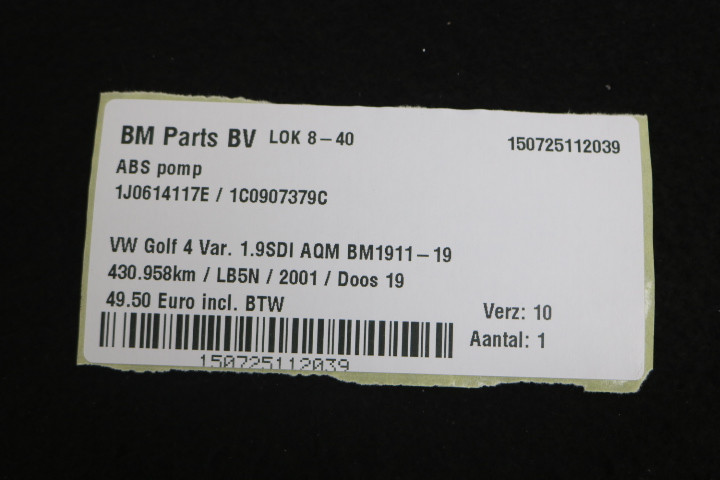 BM Parts BV LOK 8-40 150725112039
ABS pomp
1J0614117E / 1C0907379C
VW Golf 4 Var. 1.9SDI AQM BM1911-19
430.958km / LB5N / 2001 / Doos 19
49.50 Euro incl. BTW Verz: 10
Aantal: 1
150725112039